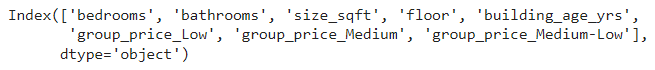 Index(['bedrooms', 'bathrooms', 'size_sqft', 'floor', 'building_age_yrs',
'group_price_Low', 'group_price_Medium', 'group_price_Medium-Low'],
dtype='object')